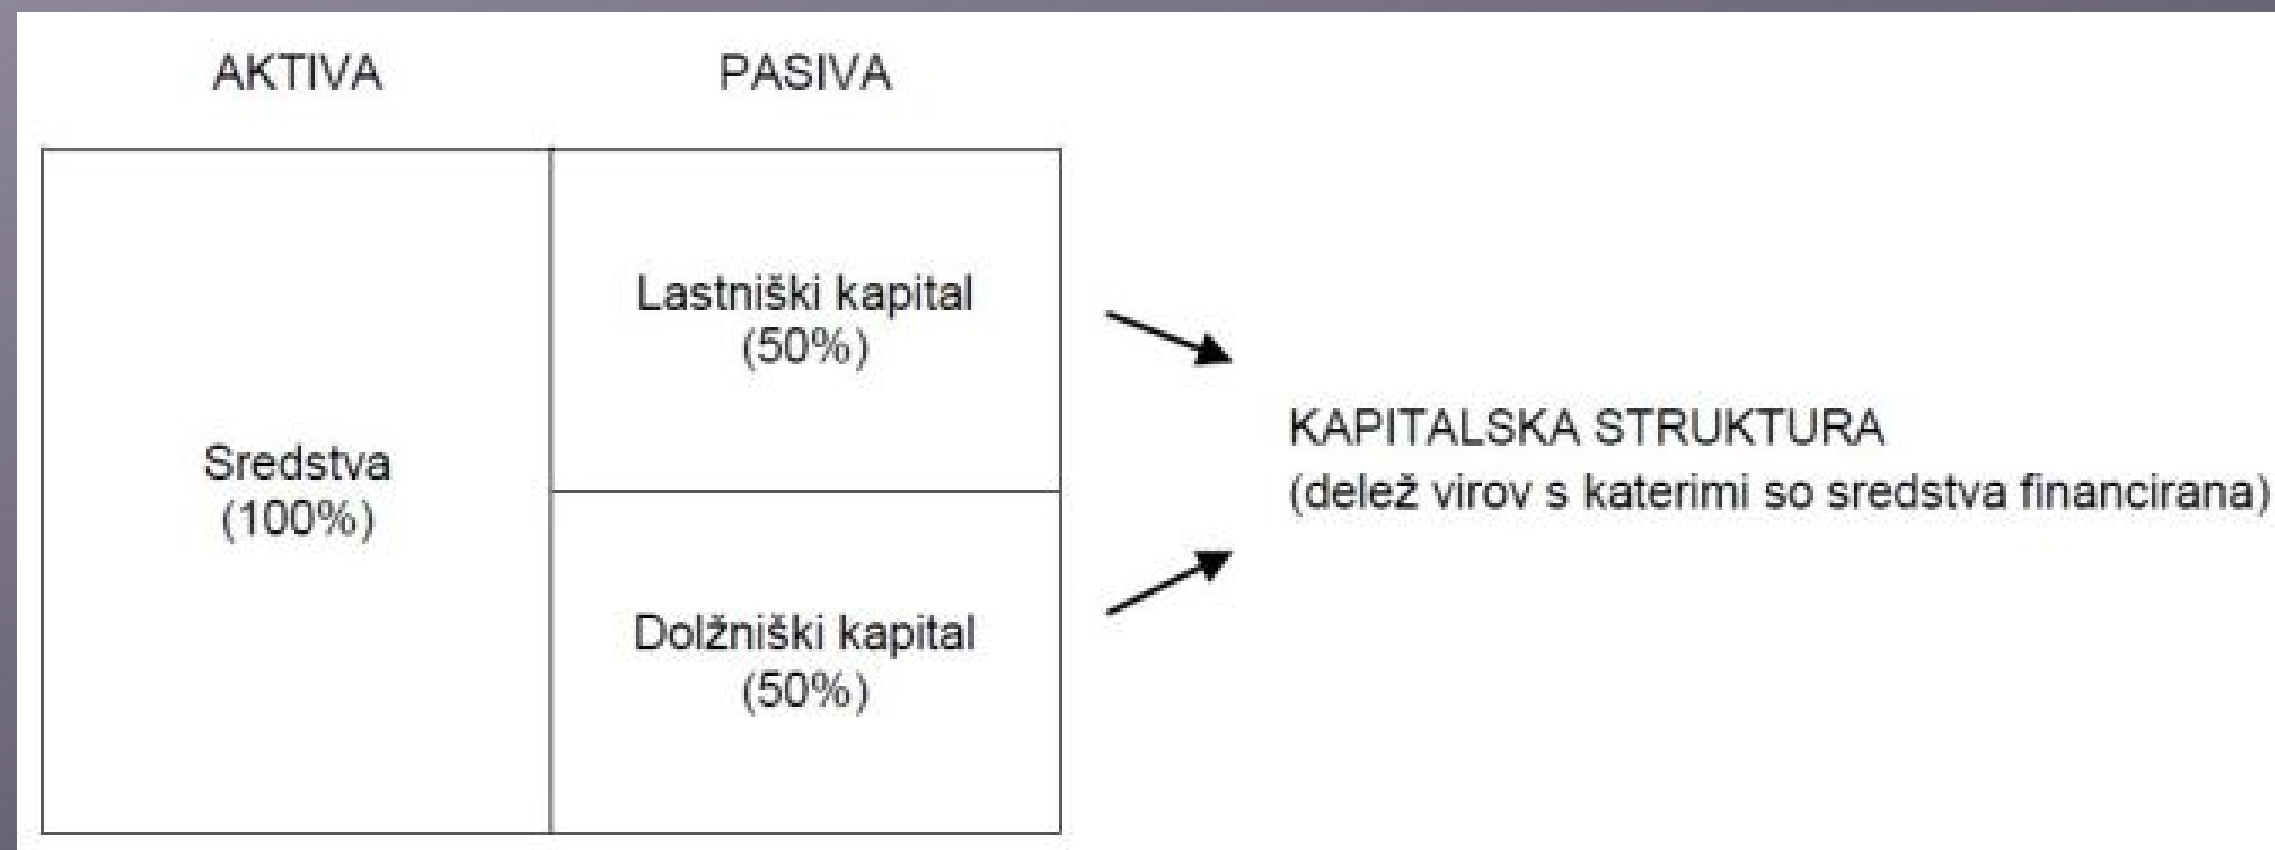 AKTIVA
PASIVA
Sredstva
(100%)
Lastniški kapital
(50%)
Dolžniški kapital
(50%)
KAPITALSKA STRUKTURA
(delež virov s katerimi so sredstva financirana)